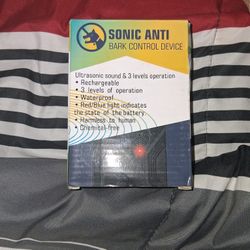 SONIC ANTI
BARK CONTROL DEVICE
Ultrasonic sound & 3 levels operation
• Rechargeable
• 3 levels of operation
• Waterproof
• Red/Blue light indicates
the state of the battery
• Harmless to human
• Chemical-free